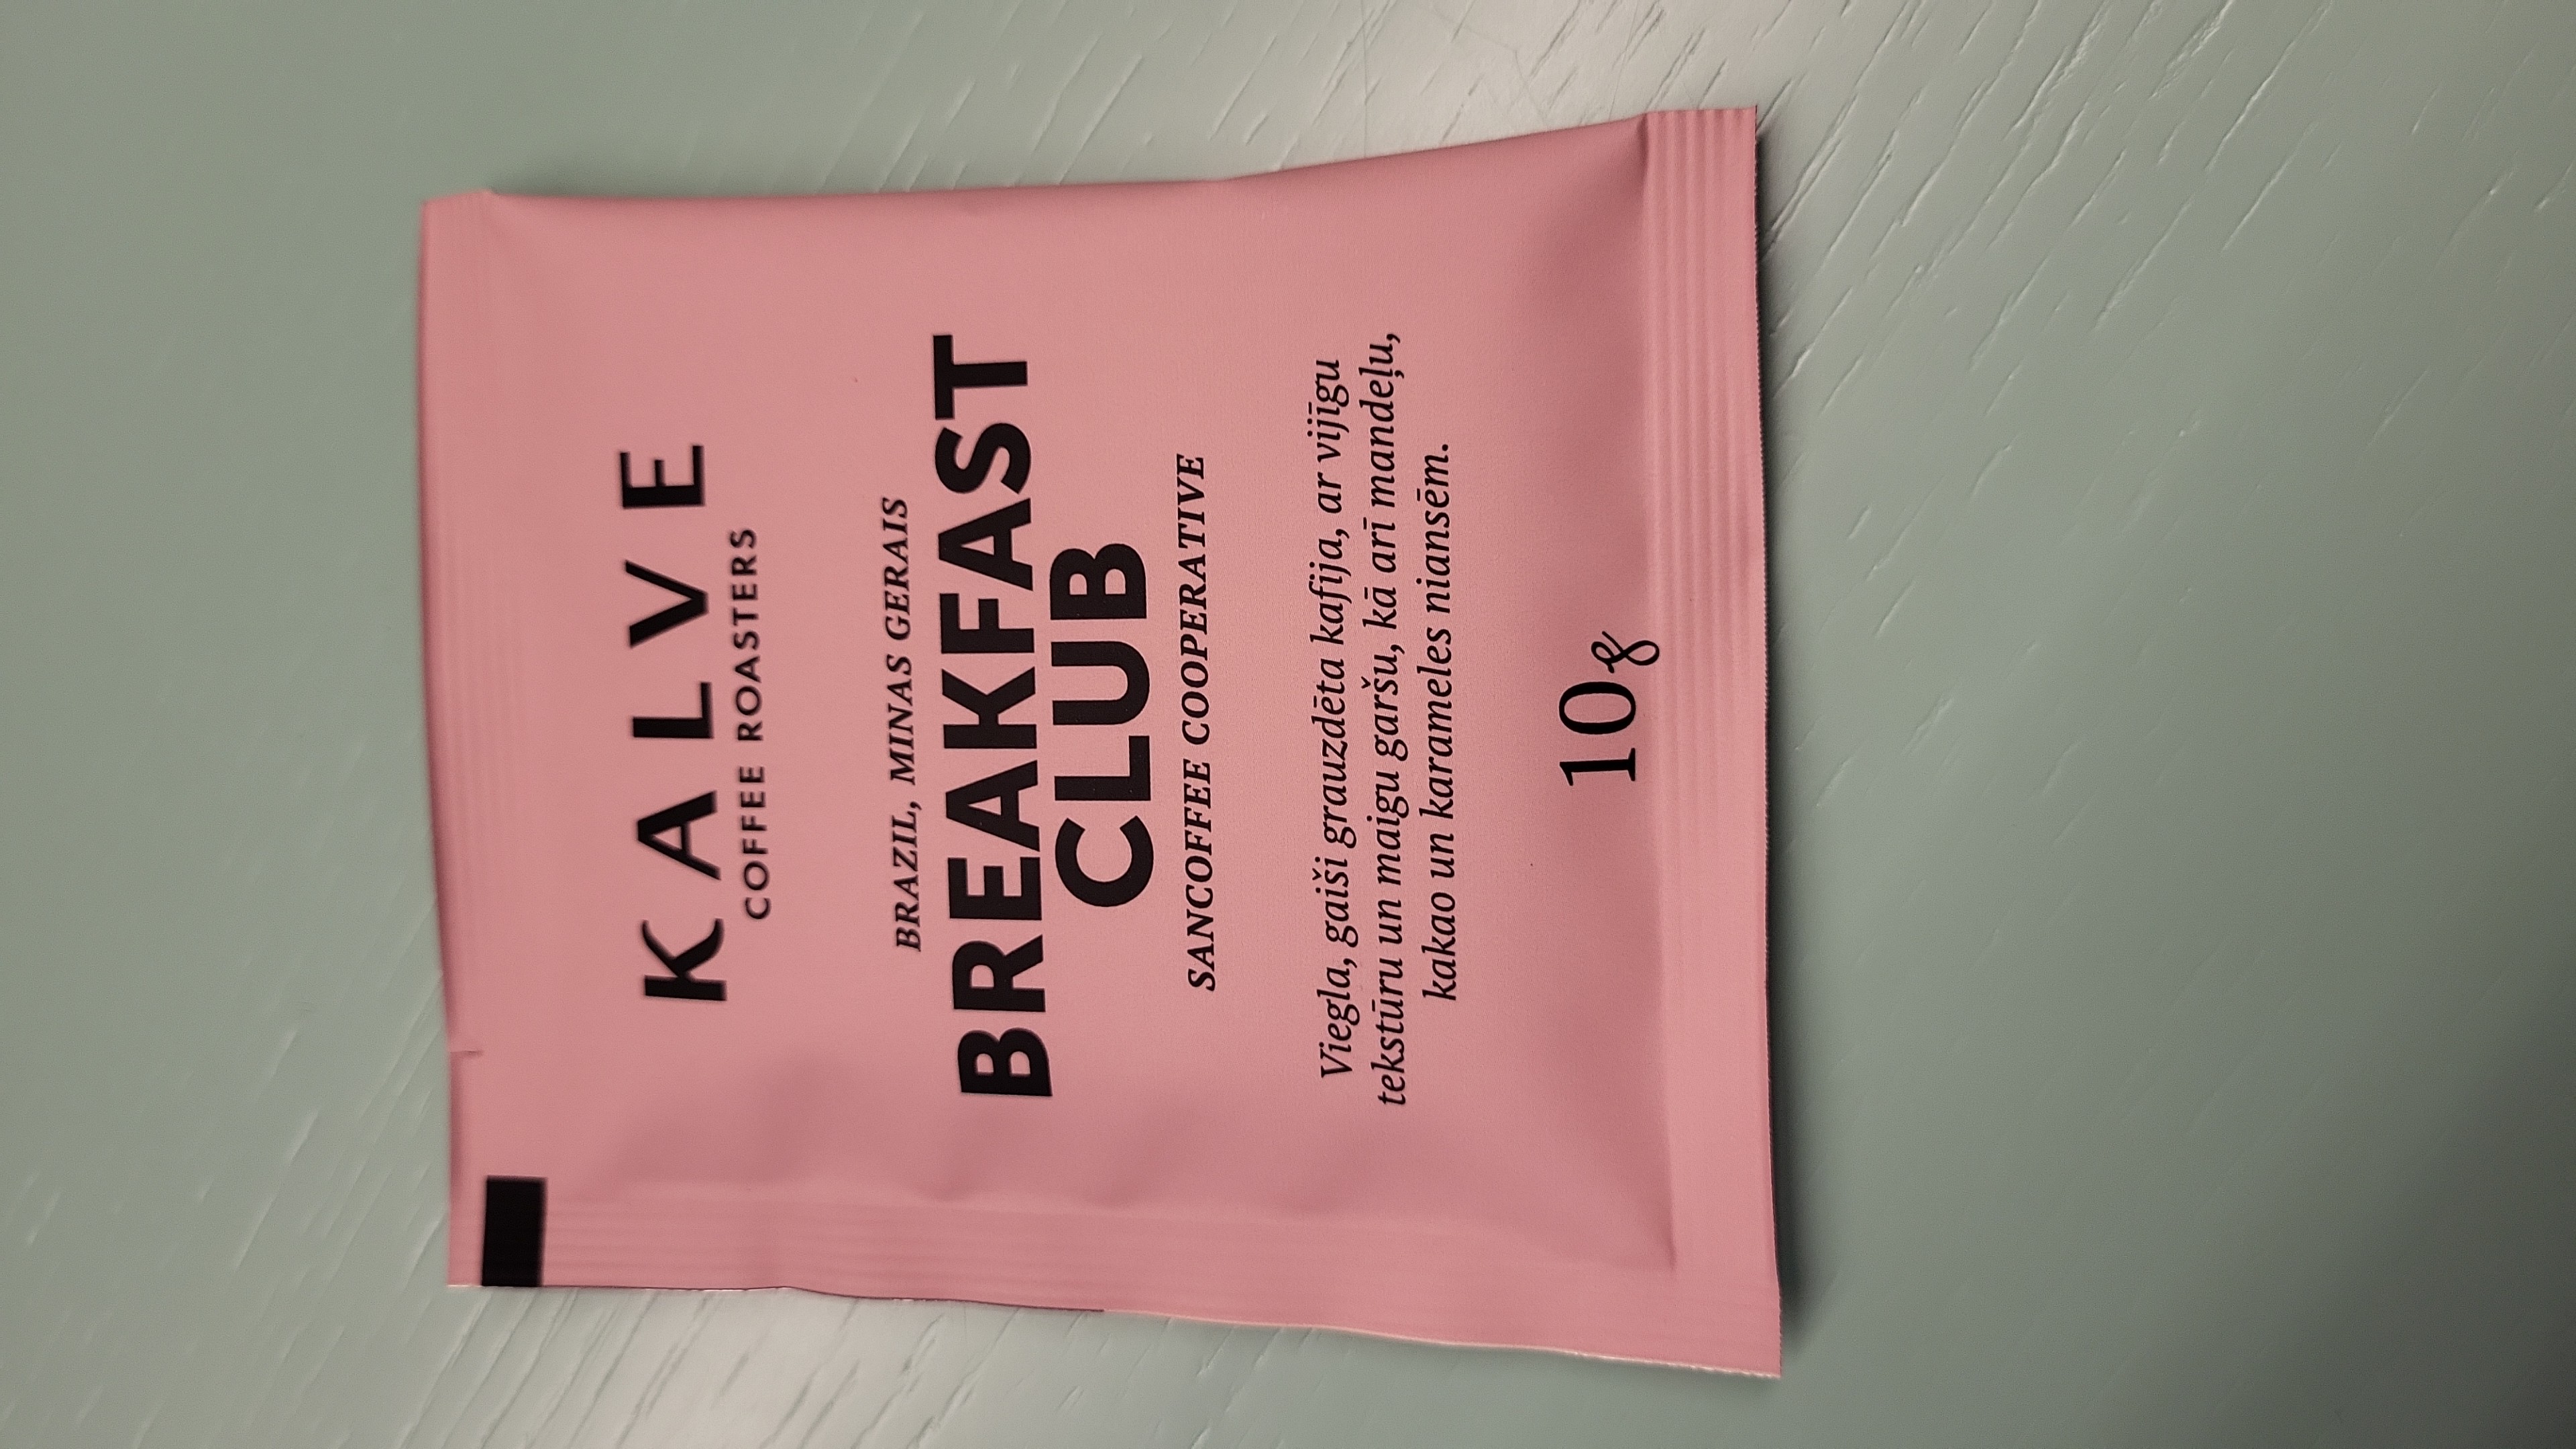 KALVE
COFFEE ROASTERS
BRAZIL, MINAS GERAIS
BREAKFAST
CLUB
SANCOFFEE COOPERATIVE
Viegla, gaiši grauzdēta kafija, ar vijīgu
tekstūru un maigu garšu, kā arī mandeļu,
kakao un karameles niansēm.
10g